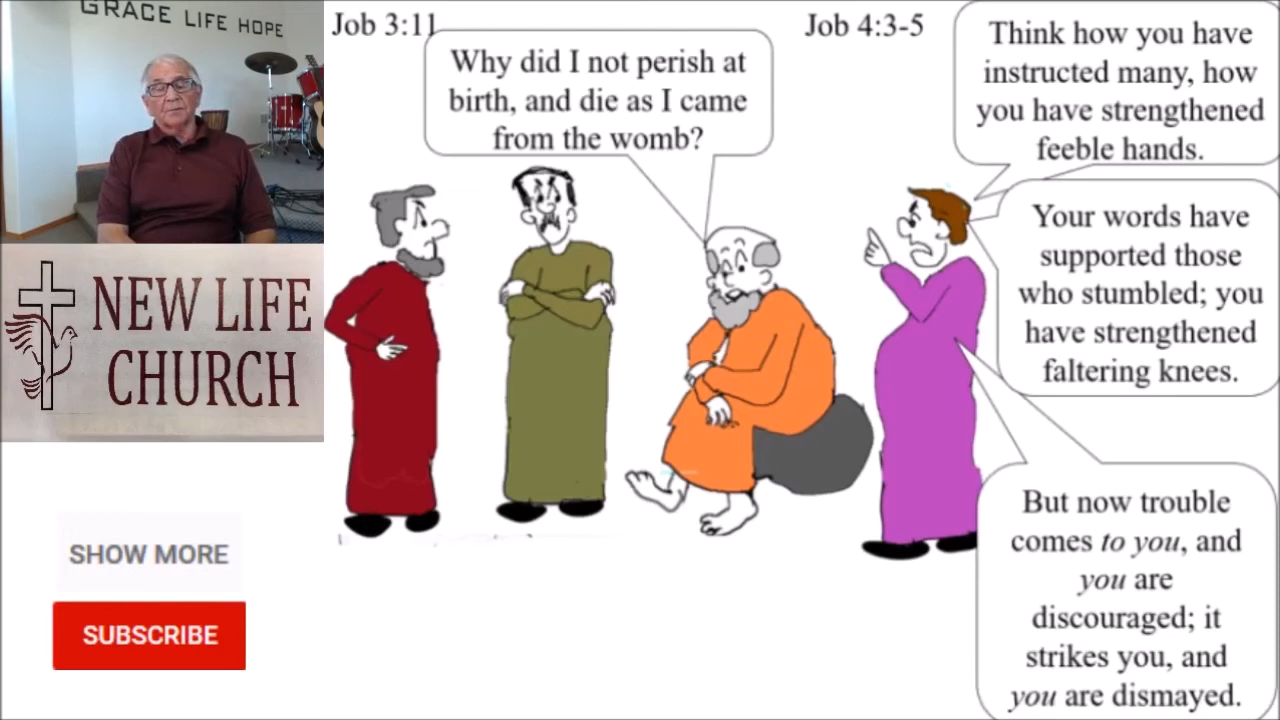 GRACE LIFE HOPE
NEW LIFE
CHURCH
SHOW MORE
SUBSCRIBE
Job 3:11
Why did I not perish at
birth, and die as I came
from the womb?
Job 4:3-5
Think how you have
instructed many, how
you have strengthened
feeble hands.
Your words have
supported those
who stumbled; you
have strengthened
faltering knees.
But now trouble
comes to you, and
you are
discouraged; it
strikes you, and
you are dismayed.